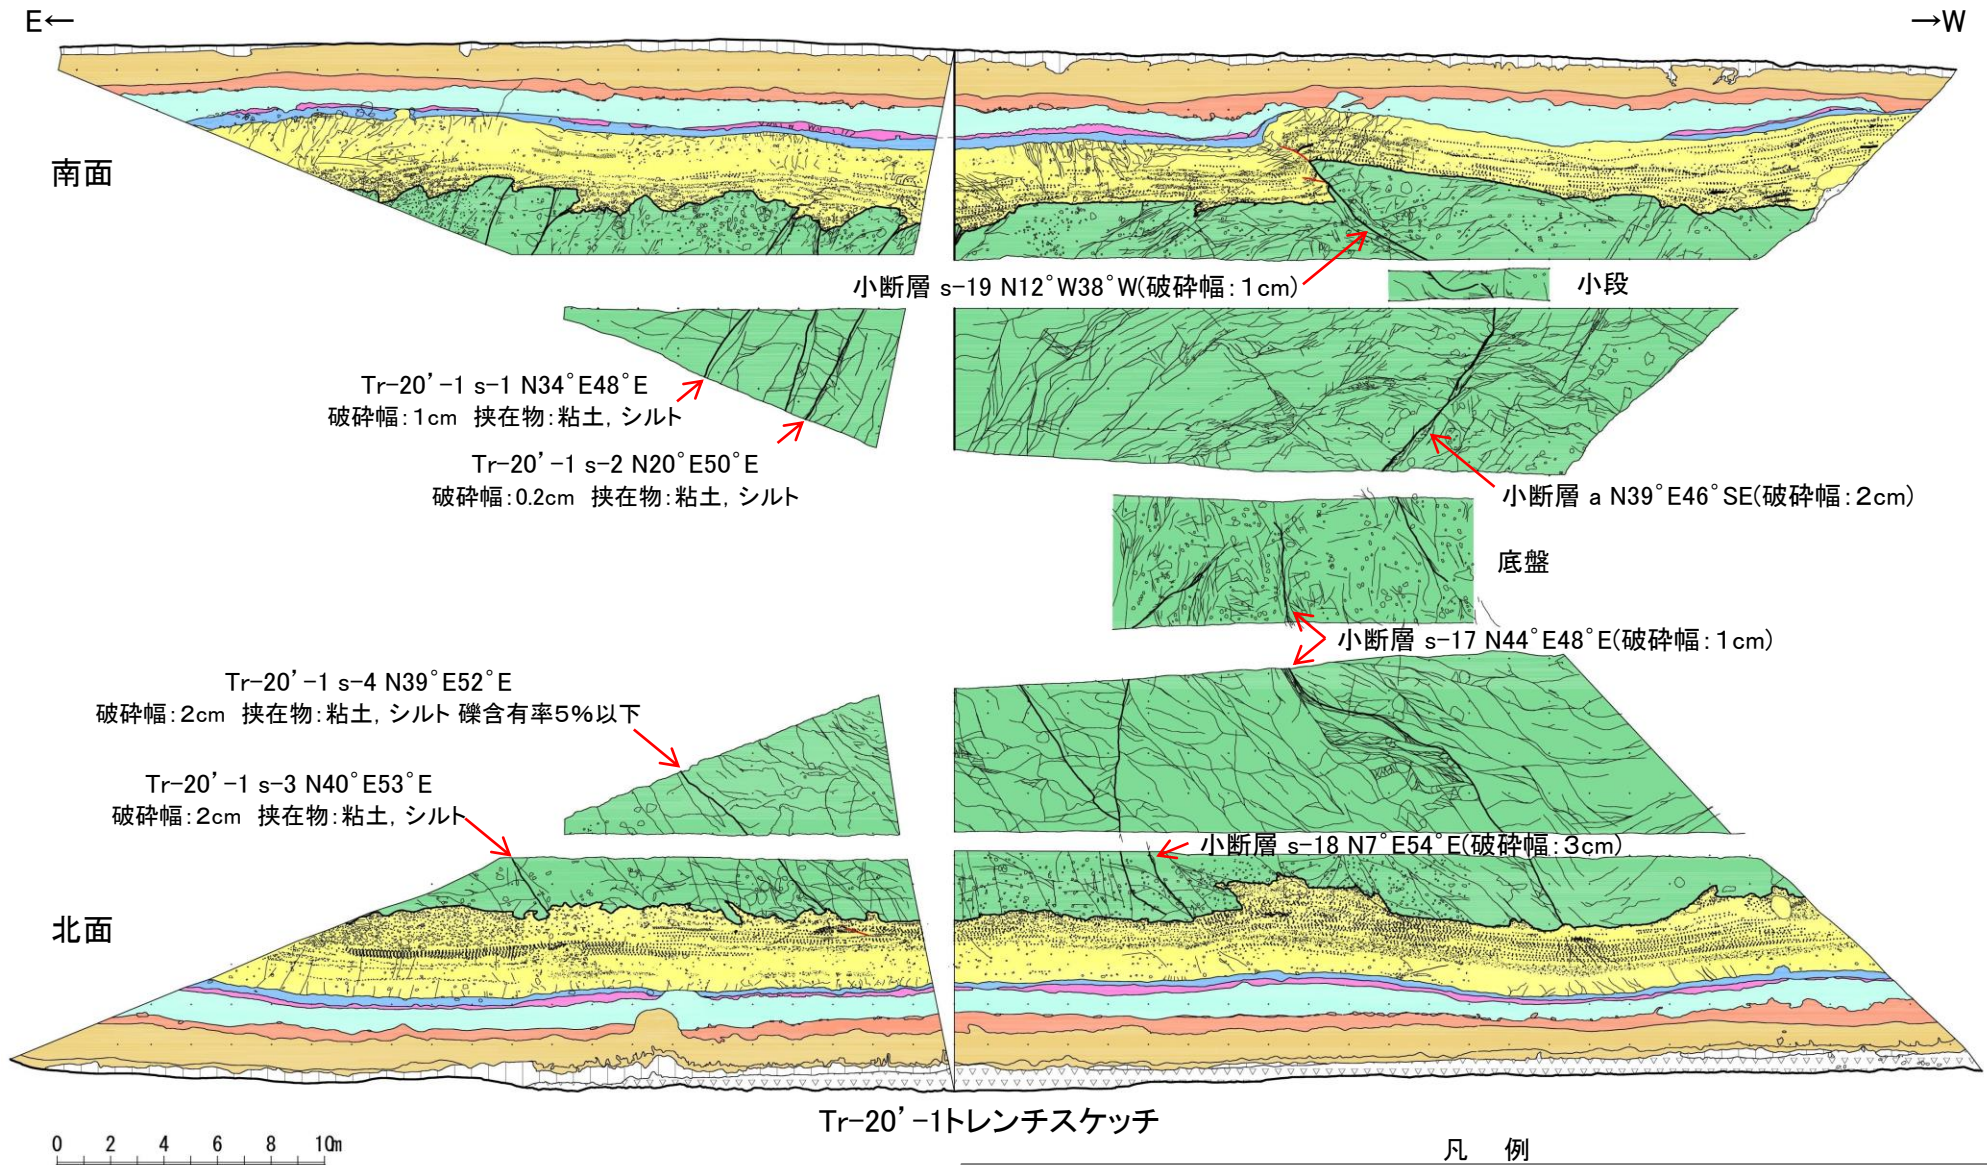 E←
→W
南面
小断層 s-19 N12°W38°W(破砕幅:1cm)
小段
Tr-20’-1 s-1 N34°E48°E
破砕幅:1cm 挟在物:粘土, シルト
Tr-20’-1 s-2 N20°E50°E
破砕幅:0.2cm 挟在物:粘土, シルト
小断層 a N39°E46°SE(破砕幅:2cm)
底盤
小断層 s-17 N44°E48°E(破砕幅:1cm)
Tr-20’-1 s-4 N39°E52°E
破砕幅:2cm 挟在物:粘土, シルト 礫含有率5%以下
Tr-20’-1 s-3 N40°E53°E
破砕幅:2cm 挟在物:粘土, シルト
小断層 s-18 N7°E54°E(破砕幅:3cm)
北面
Tr-20’-1トレンチスケッチ
0 2 4 6 8 10m
凡 例